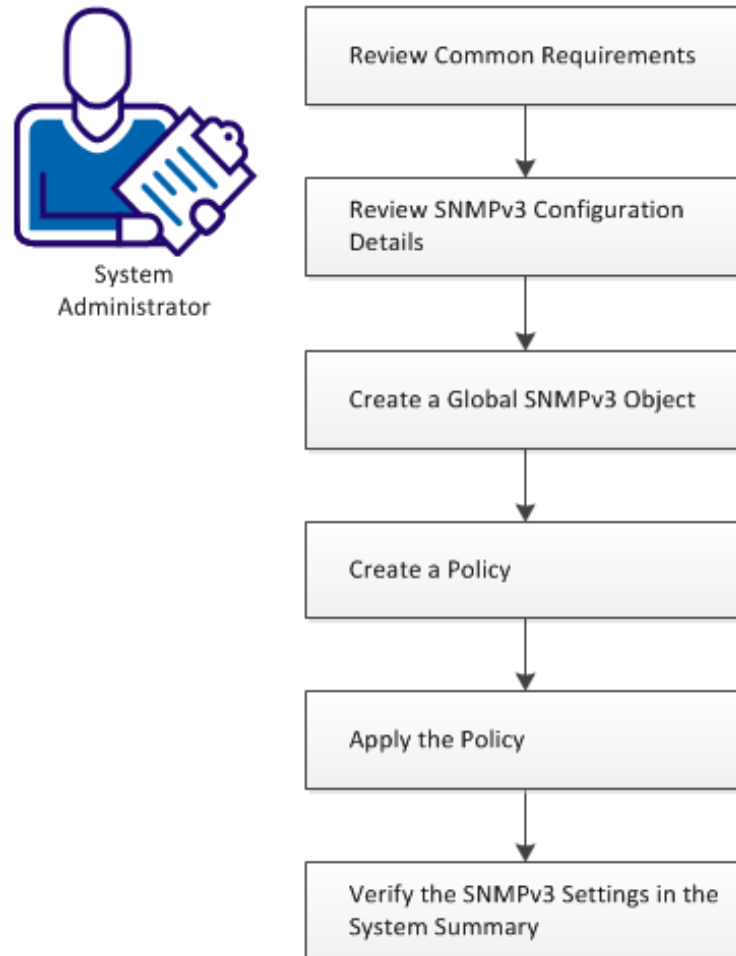 System
Administrator
Review Common Requirements
Review SNMPv3 Configuration
Details
Create a Global SNMPv3 Object
Create a Policy
Apply the Policy
Verify the SNMPv3 Settings in the
System Summary